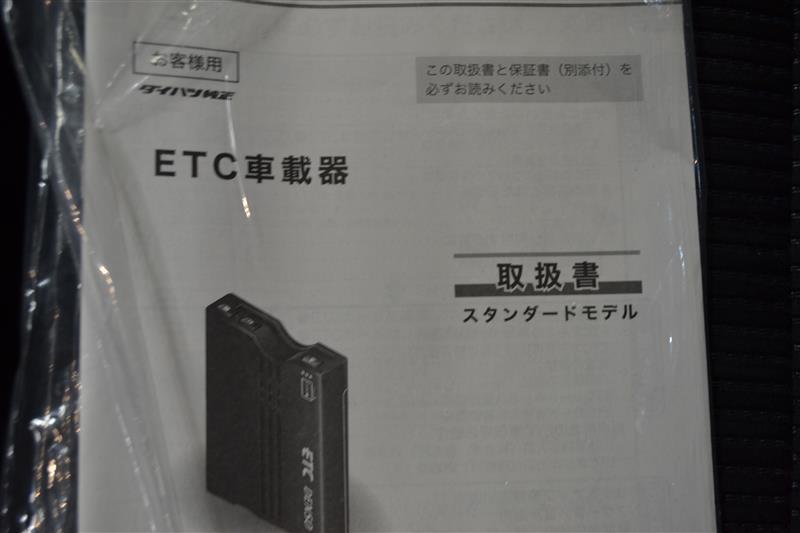 お客様用
ダイハツ純正
この取扱書と保証書（別添付）を
必ずお読みください
ETC車載器
取扱書
スタンダードモデル
ETC DENSO